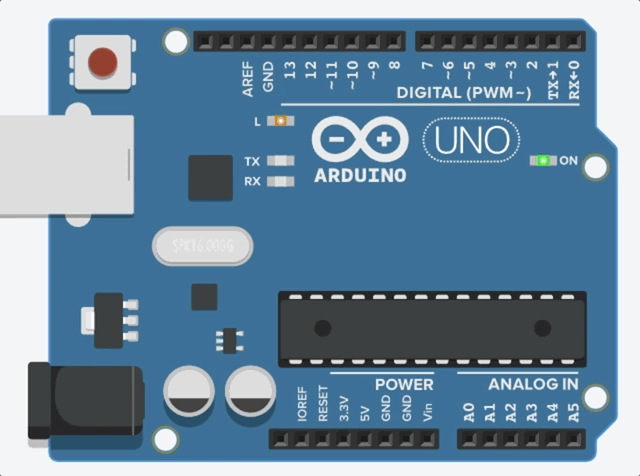 AREF
GND
13
12
~11
~10
~9
8
7
~6
~5
4
~3
2
TX→1
RX←0
DIGITAL (PWM~)
L
TX
RX
UNO
ARDUINO
ON
POWER
ANALOG IN
IOREF
RESET
3.3V
5V
GND
GND
Vin
A0
A1
A2
A3
A4
A5